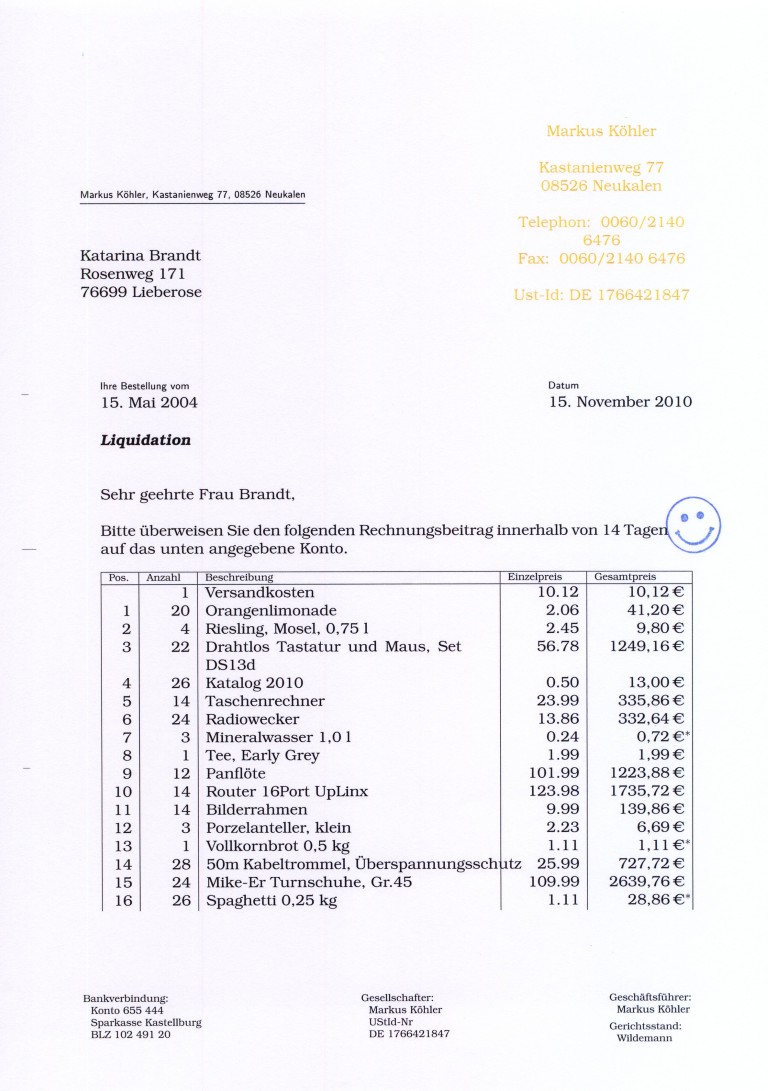 Markus Köhler
Kastanienweg 77
08526 Neukalen
Telephon: 0060/2140
6476
Fax: 0060/2140 6476
Ust-Id: DE 1766421847
Markus Köhler, Kastanienweg 77, 08526 Neukalen
Katarina Brandt
Rosenweg 171
76699 Lieberose
Ihre Bestellung vom Datum
15. Mai 2004 15. November 2010
Liquidation
Sehr geehrte Frau Brandt,
Bitte überweisen Sie den folgenden Rechnungsbeitrag innerhalb von 14 Tagen
auf das unten angegebene Konto.
Pos. Anzahl Beschreibung Einzelpreis Gesamtpreis
1 Versandkosten 10.12 10,12 €
1 20 Orangenlimonade 2.06 41,20 €
2 4 Riesling, Mosel, 0,75 l 2.45 9,80 €
3 22 Drahtlos Tastatur und Maus, Set 56.78 1249,16 €
DS13d
4 26 Katalog 2010 0.50 13,00 €
5 14 Taschenrechner 23.99 335,86 €
6 24 Radiowecker 13.86 332,64 €
7 3 Mineralwasser 1,0 l 0.24 0,72 €*
8 1 Tee, Early Grey 1.99 1,99 €
9 12 Panflöte 101.99 1223,88 €
10 14 Router 16Port UpLinx 123.98 1735,72 €
11 14 Bilderrahmen 9.99 139,86 €
12 3 Porzelanteller, klein 2.23 6,69 €
13 1 Vollkornbrot 0,5 kg 1.11 1,11 €*
14 28 50m Kabeltrommel, Überspannungsschutz 25.99 727,72 €
15 24 Mike-Er Turnschuhe, Gr.45 109.99 2639,76 €
16 26 Spaghetti 0,25 kg 1.11 28,86 €*
Bankverbindung:
Konto 655 444
Sparkasse Kastellburg
BLZ 102 491 20
Gesellschafter:
Markus Köhler
UStId-Nr
DE 1766421847
Geschäftsführer:
Markus Köhler
Gerichtsstand:
Wildemann